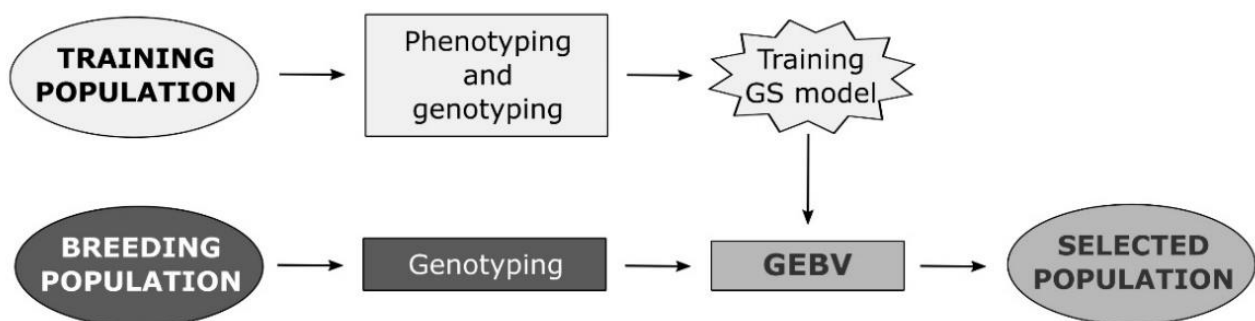 TRAINING
POPULATION
Phenotyping
and
genotyping
Training
GS model
BREEDING
POPULATION
Genotyping
GEBV
SELECTED
POPULATION